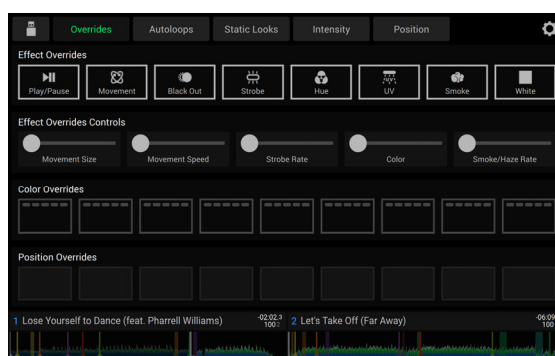 Overrides
Autoloops
Static Looks
Intensity
Position
Effect Overrides
Play/Pause
Movement
Black Out
Strobe
Hue
UV
Smoke
White
Effect Overrides Controls
Movement Size
Movement Speed
Strobe Rate
Color
Smoke/Haze Rate
Color Overrides
Position Overrides
1 Lose Yourself to Dance (feat. Pharrell Williams)
-02:02.3
100
2 Let's Take Off (Far Away)
-06:09
100